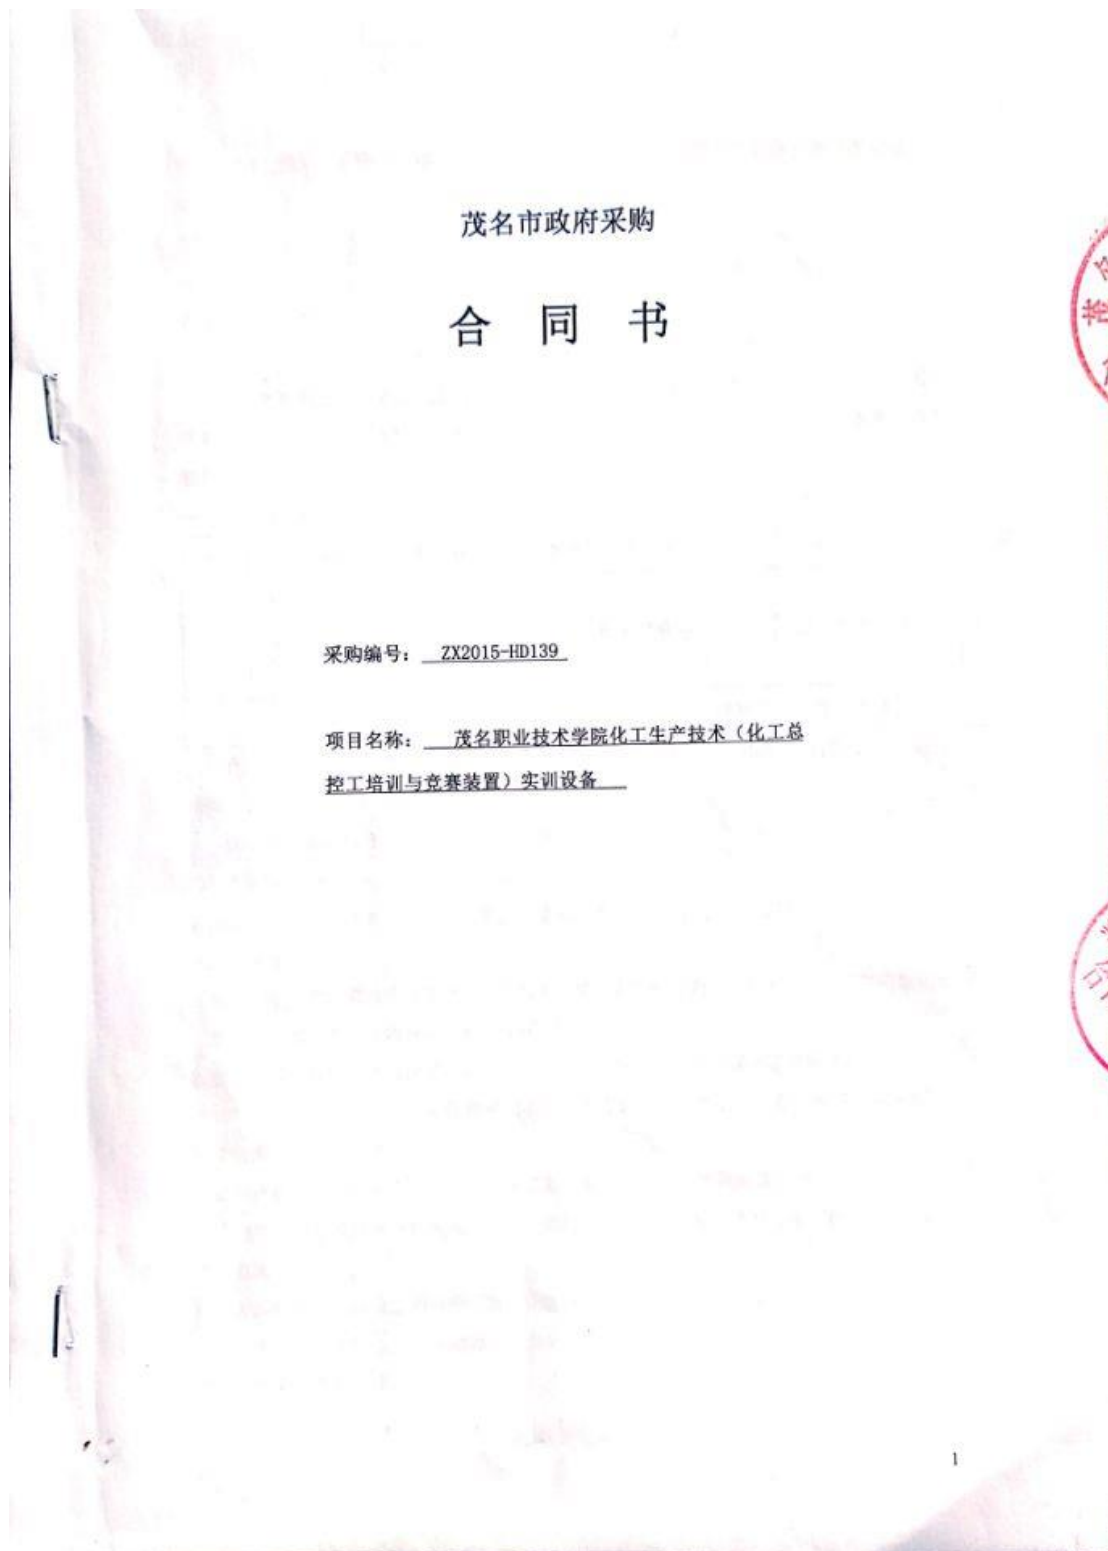 茂名市政府采购
合 同 书
采购编号： ZX2015-HD139
项目名称： 茂名职业技术学院化工生产技术（化工总
控工培训与竞赛装置）实训设备
1